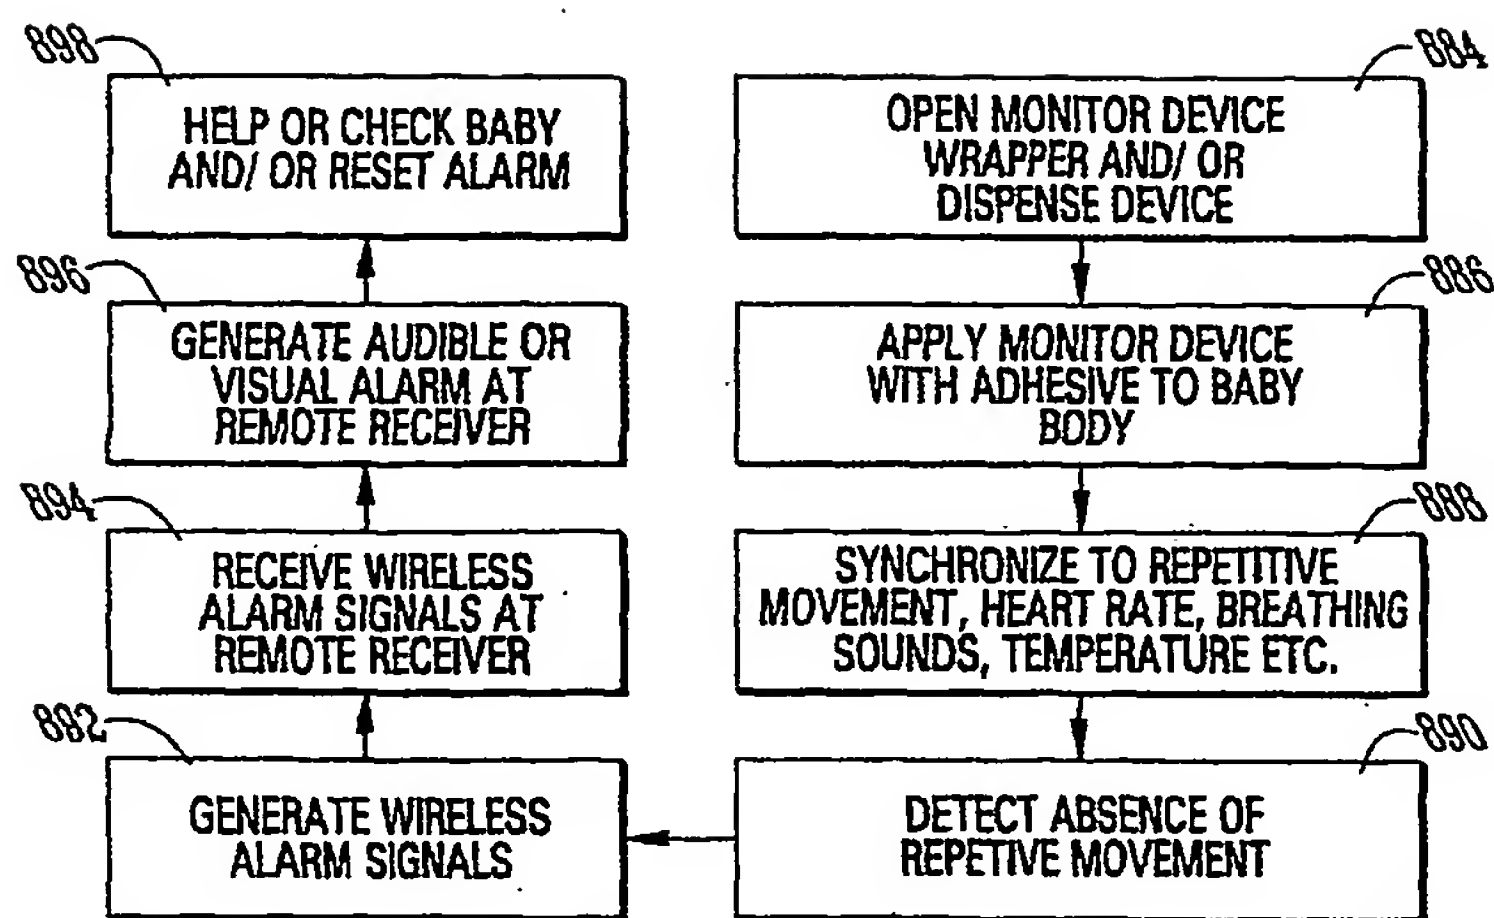 898
HELP OR CHECK BABY
AND/ OR RESET ALARM
896
GENERATE AUDIBLE OR
VISUAL ALARM AT
REMOTE RECEIVER
894
RECEIVE WIRELESS
ALARM SIGNALS AT
REMOTE RECEIVER
882
GENERATE WIRELESS
ALARM SIGNALS
884
OPEN MONITOR DEVICE
WRAPPER AND/ OR
DISPENSE DEVICE
886
APPLY MONITOR DEVICE
WITH ADHESIVE TO BABY
BODY
888
SYNCHRONIZE TO REPETITIVE
MOVEMENT, HEART RATE, BREATHING
SOUNDS, TEMPERATURE ETC.
890
DETECT ABSENCE OF
REPETIVE MOVEMENT